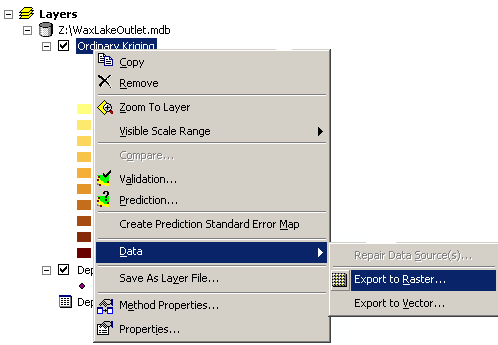 Layers
Z:\WaxLakeOutlet.mdb
Ordinary Kriging
Copy
Remove
Zoom To Layer
Visible Scale Range
Compare...
Validation...
Prediction...
Create Prediction Standard Error Map
Data
Repair Data Source(s)...
Save As Layer File...
Export to Raster...
Dep
Export to Vector...
Dep
Method Properties...
Properties...